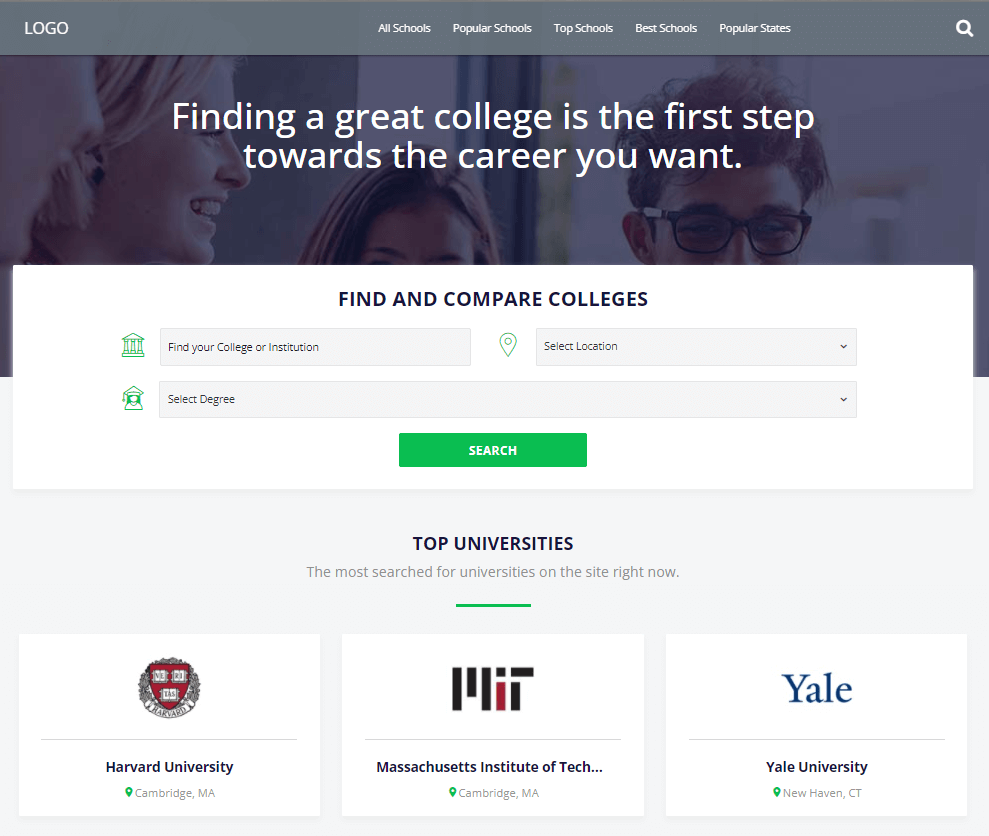 LOGO
All Schools
Popular Schools
Top Schools
Best Schools
Popular States
Finding a great college is the first step
towards the career you want.
FIND AND COMPARE COLLEGES
Find your College or Institution
Select Location
Select Degree
SEARCH
TOP UNIVERSITIES
The most searched for universities on the site right now.
VE RI
TAS
HARVARD
Harvard University
Cambridge, MA
MIT
Massachusetts Institute of Tech...
Cambridge, MA
Yale
Yale University
New Haven, CT